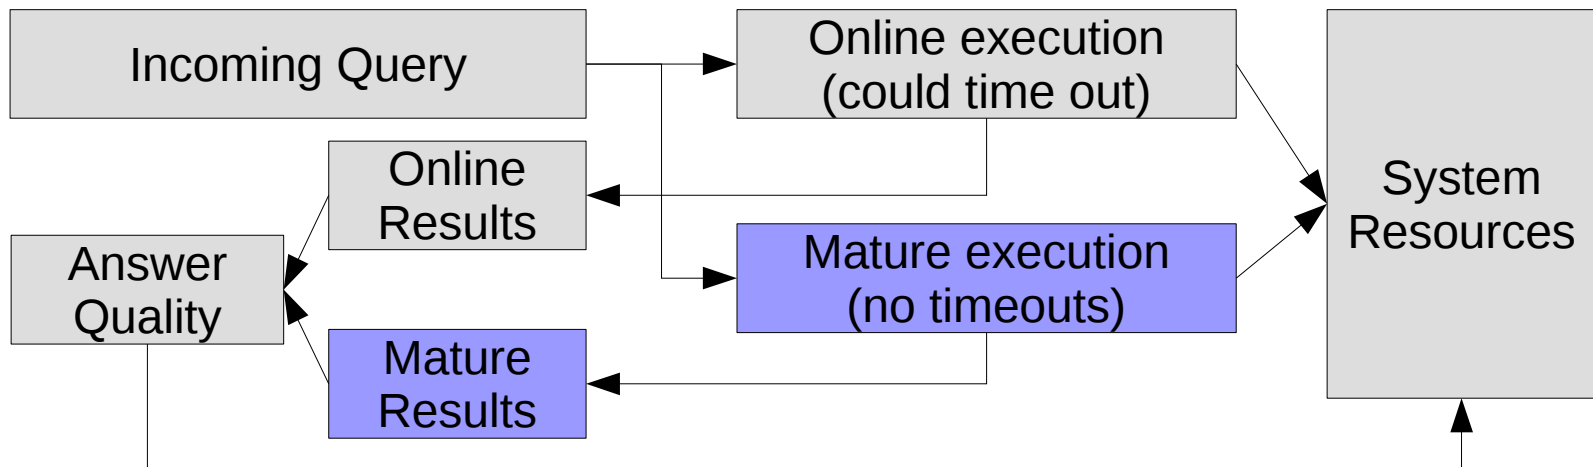 Incoming Query
Online execution
(could time out)
System
Resources
Online
Results
Answer
Quality
Mature execution
(no timeouts)
Mature
Results